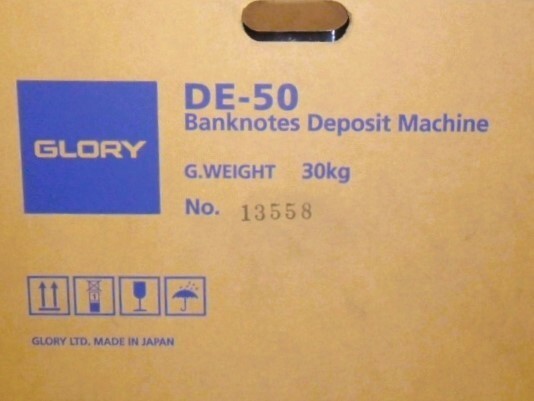 GLORY
DE-50
Banknotes Deposit Machine
G.WEIGHT 30kg
No. 13558
GLORY LTD. MADE IN JAPAN